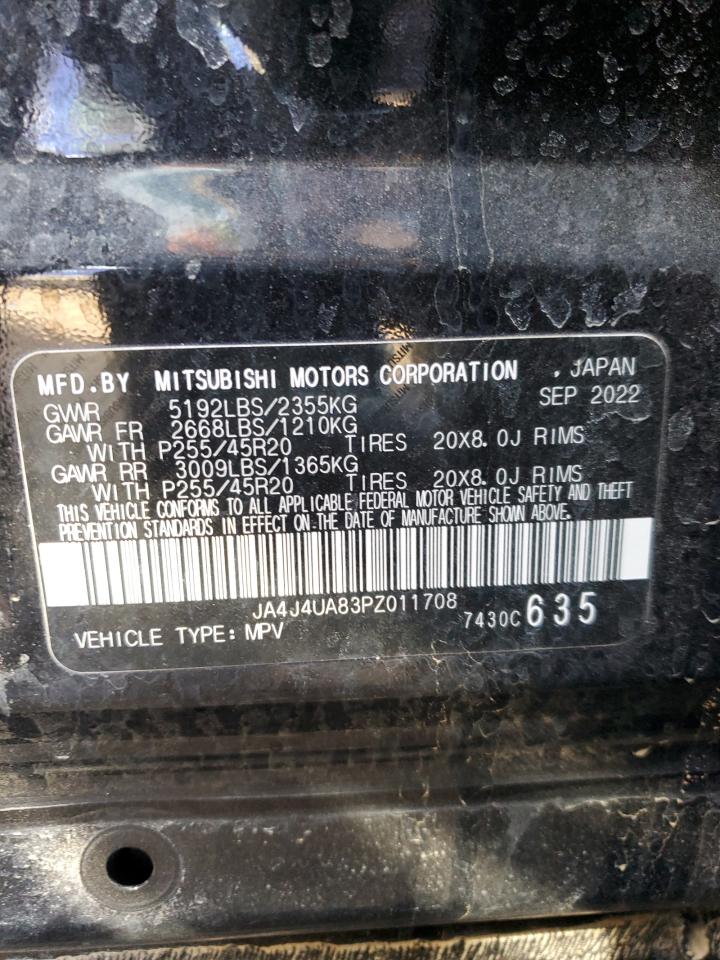 MFD.BY MITSUBISHI MOTORS CORPORATION , JAPAN
GVWR 5192LBS/2355KG SEP 2022
GAWR FR 2668LBS/1210KG
WITH P255/45R20 TIRES 20X8.0J RIMS
GAWR RR 3009LBS/1365KG
WITH P255/45R20 TIRES 20X8.0J RIMS
THIS VEHICLE CONFORMS TO ALL APPLICABLE FEDERAL MOTOR VEHICLE SAFETY AND THEFT
PREVENTION STANDARDS IN EFFECT ON THE DATE OF MANUFACTURE SHOWN ABOVE.
JA4J4UA83PZ011708
VEHICLE TYPE: MPV 7430C635